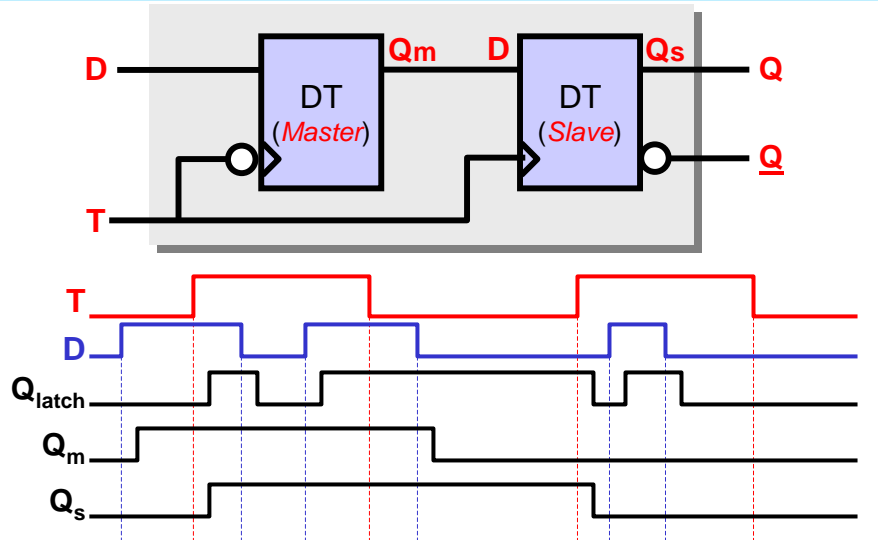 D Qm D Qs Q
DT DT
(Master) (Slave)
Q
T
T
D
Qlatch
Qm
Qs